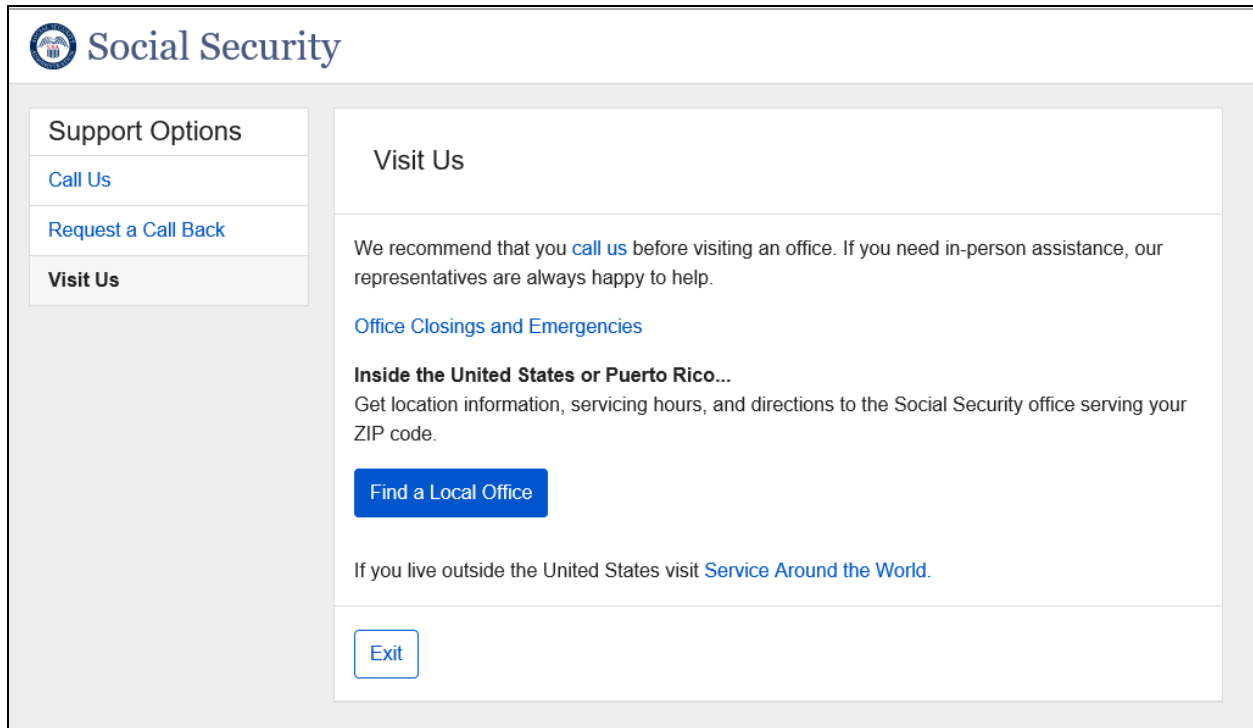 Social Security
Support Options
Call Us
Request a Call Back
Visit Us
Visit Us
We recommend that you call us before visiting an office. If you need in-person assistance, our
representatives are always happy to help.
Office Closings and Emergencies
Inside the United States or Puerto Rico...
Get location information, servicing hours, and directions to the Social Security office serving your
ZIP code.
Find a Local Office
If you live outside the United States visit Service Around the World.
Exit